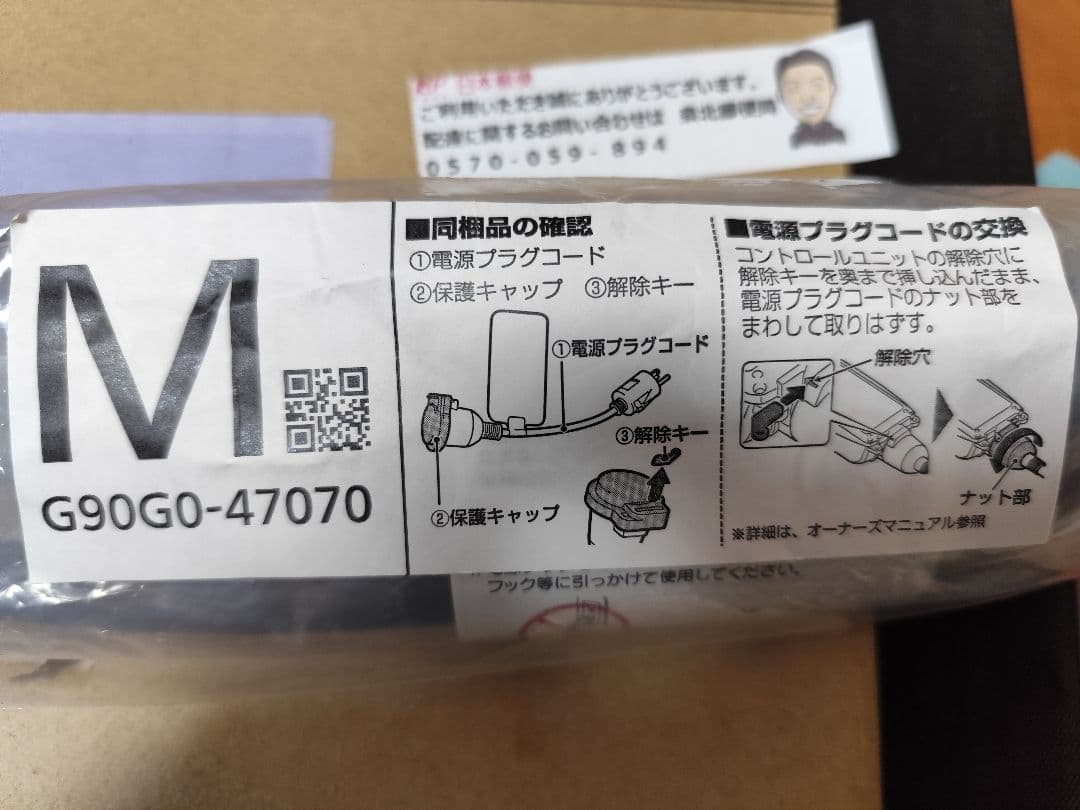 日本郵便
ご利用いただき誠にありがとうございます。
配達に関するお問い合わせは
0570-059-894
M
G90G0-47070
■同梱品の確認
①電源プラグコード
②保護キャップ ③解除キー
①電源プラグコード
③解除キー
②保護キャップ
■電源プラグコードの交換
コントロールユニットの解除穴に
解除キーを奥まで挿し込んだまま、
電源プラグコードのナット部を
まわして取りはずす。
解除穴
ナット部
※詳細は、オーナーズマニュアル参照
フック等に引っかけて使用してください。